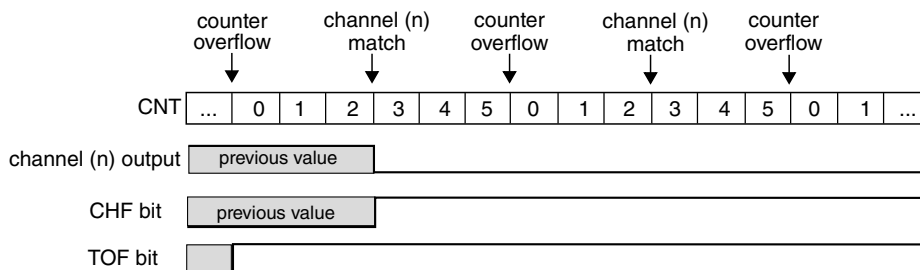 counter overflow
channel (n) match
counter overflow
channel (n) match
counter overflow
CNT ... 0 1 2 3 4 5 0 1 2 3 4 5 0 1 ...
channel (n) output previous value
CHF bit previous value
TOF bit